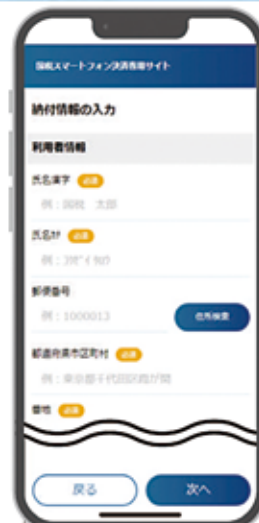 国税スマートフォン決済専用サイト
納付情報の入力
利用者情報
氏名漢字 必須
例：国税 太郎
氏名ｶﾅ 必須
例：ｺｸｾﾞｲ ﾀﾛｳ
郵便番号
例：1000013
住所検索
都道府県市区町村 必須
例：東京都千代田区霞が関
番地 必須
戻る
次へ